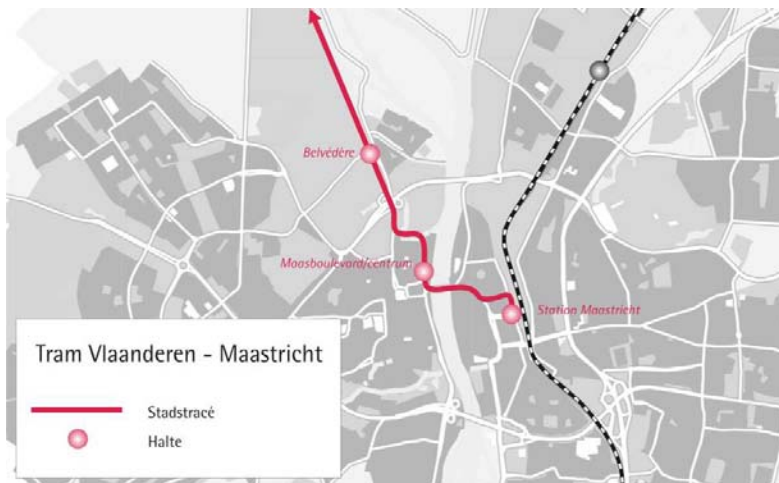 Belvédère
Maasboulevard/centrum
Station Maastricht
Tram Vlaanderen - Maastricht
Stadstracé
Halte